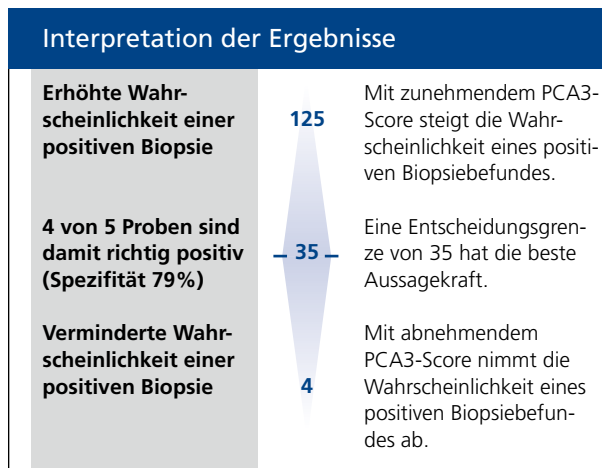 Interpretation der Ergebnisse
Erhöhte Wahr-
scheinlichkeit einer
positiven Biopsie
125
Mit zunehmendem PCA3-
Score steigt die Wahr-
scheinlichkeit eines positi-
ven Biopsiebefundes.
4 von 5 Proben sind
damit richtig positiv
(Spezifität 79%)
– 35 –
Eine Entscheidungsgren-
ze von 35 hat die beste
Aussagekraft.
Verminderte Wahr-
scheinlichkeit einer
positiven Biopsie
4
Mit abnehmendem
PCA3-Score nimmt die
Wahrscheinlichkeit eines
positiven Biopsiebefun-
des ab.